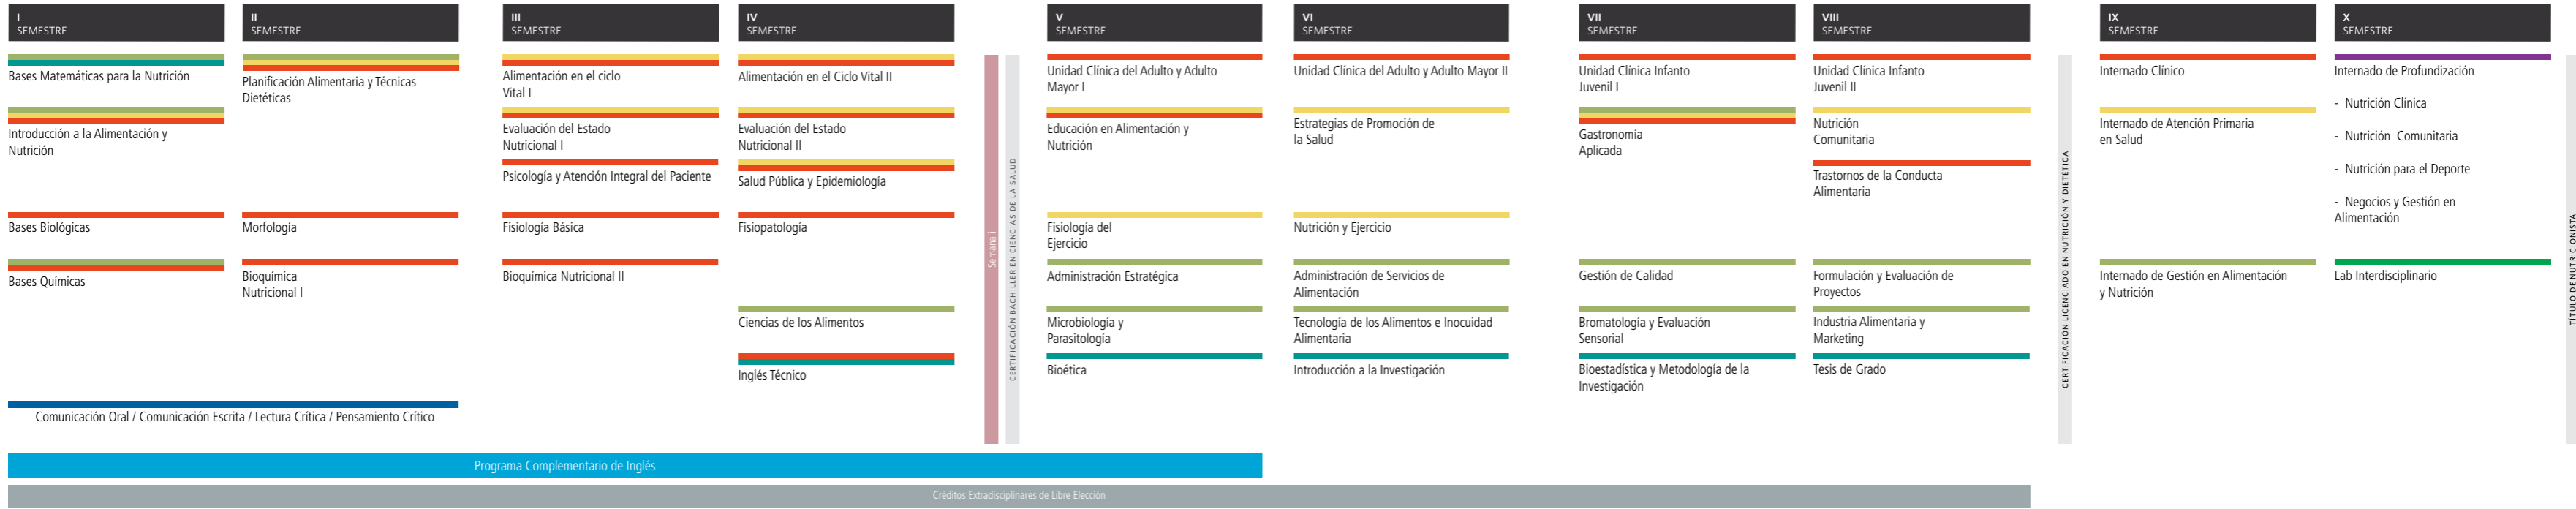 I
SEMESTRE
Bases Matemáticas para la Nutrición
Introducción a la Alimentación y
Nutrición
Bases Biológicas
Bases Químicas
II
SEMESTRE
Planificación Alimentaria y Técnicas
Dietéticas
Morfología
Bioquímica
Nutricional I
Comunicación Oral / Comunicación Escrita / Lectura Crítica / Pensamiento Crítico
III
SEMESTRE
Alimentación en el ciclo
Vital I
Evaluación del Estado
Nutricional I
Psicología y Atención Integral del Paciente
Fisiología Básica
Bioquímica Nutricional II
IV
SEMESTRE
Alimentación en el Ciclo Vital II
Evaluación del Estado
Nutricional II
Salud Pública y Epidemiología
Fisiopatología
Ciencias de los Alimentos
Inglés Técnico
Semana i
CERTIFICACIÓN BACHILLER EN CIENCIAS DE LA SALUD
V
SEMESTRE
Unidad Clínica del Adulto y Adulto
Mayor I
Educación en Alimentación y
Nutrición
Fisiología del
Ejercicio
Administración Estratégica
Microbiología y
Parasitología
Bioética
VI
SEMESTRE
Unidad Clínica del Adulto y Adulto Mayor II
Estrategias de Promoción de
la Salud
Nutrición y Ejercicio
Administración de Servicios de
Alimentación
Tecnología de los Alimentos e Inocuidad
Alimentaria
Introducción a la Investigación
VII
SEMESTRE
Unidad Clínica Infanto
Juvenil I
Gastronomía
Aplicada
Gestión de Calidad
Bromatología y Evaluación
Sensorial
Bioestadística y Metodología de la
Investigación
VIII
SEMESTRE
Unidad Clínica Infanto
Juvenil II
Nutrición
Comunitaria
Trastornos de la Conducta
Alimentaria
Formulación y Evaluación de
Proyectos
Industria Alimentaria y
Marketing
Tesis de Grado
CERTIFICACIÓN LICENCIADO EN NUTRICIÓN Y DIETÉTICA
IX
SEMESTRE
Internado Clínico
Internado de Atención Primaria
en Salud
Internado de Gestión en Alimentación
y Nutrición
X
SEMESTRE
Internado de Profundización
- Nutrición Clínica
- Nutrición Comunitaria
- Nutrición para el Deporte
- Negocios y Gestión en
Alimentación
Lab Interdisciplinario
TÍTULO DE NUTRICIONISTA
Programa Complementario de Inglés
Créditos Extradisciplinares de Libre Elección